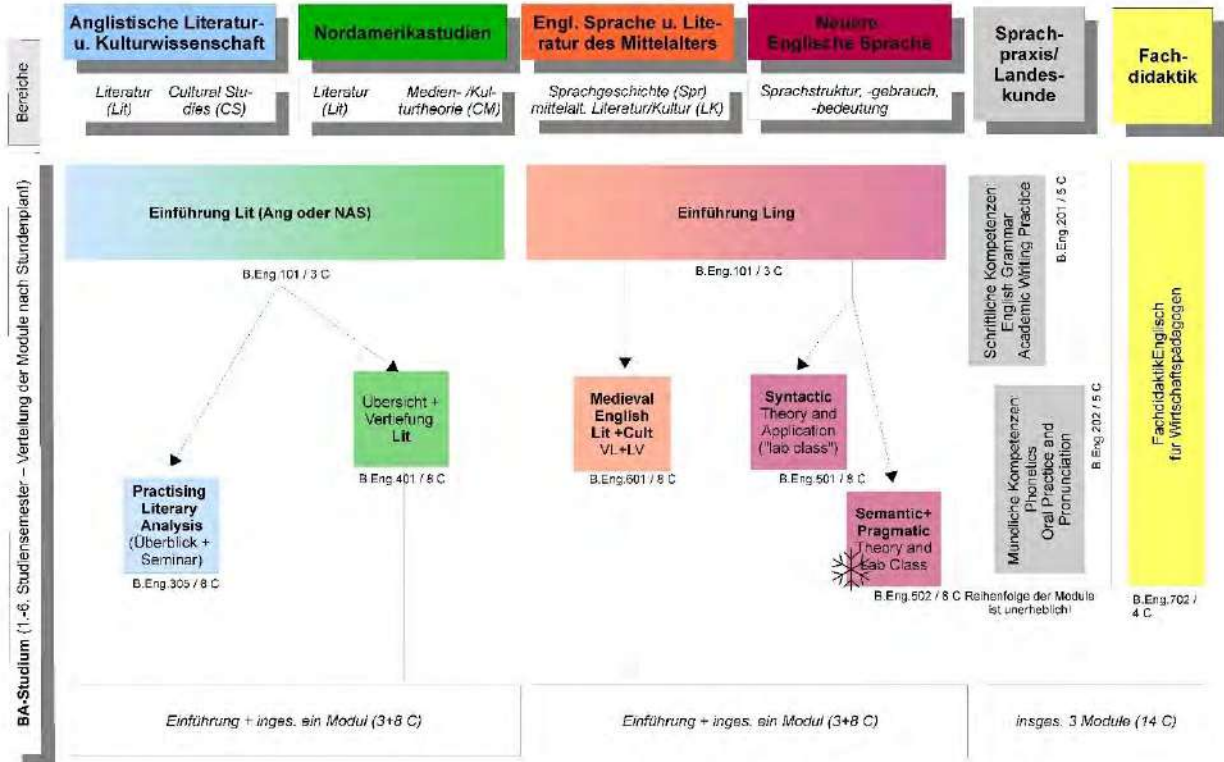 Bereiche
Anglistische Literatur-
u. Kulturwissenschaft
Literatur
(Lit)
Cultural Stu-
dies (CS)
Nordamerikastudien
Literatur
(Lit)
Medien- /Kul-
turtheorie (CM)
Engl. Sprache u. Lite-
ratur des Mittelalters
Sprachgeschichte (Spr)
mittelalt. Literatur/Kultur (LK)
Neuere
Englische Sprache
Sprachstruktur, -gebrauch,
-bedeutung
Sprach-
praxis/
Landes-
kunde
Fach-
didaktik
BA-Studium (1.-6. Studiensemester – Verteilung der Module nach Stundenplan!)
Einführung Lit (Ang oder NAS)
B.Eng.101 / 3 C
Einführung Ling
B.Eng.101 / 3 C
Practising
Literary
Analysis
(Überblick +
Seminar)
B.Eng.305 / 8 C
Übersicht +
Vertiefung
Lit
B.Eng.401 / 8 C
Medieval
English
Lit +Cult
VL+LV
B.Eng.601 / 8 C
Syntactic
Theory and
Application
("lab class")
B.Eng.501 / 8 C
Semantic+
Pragmatic
Theory and
Lab Class
B.Eng.502 / 8 C Reihenfolge der Module
ist unerheblich!
Schriftliche Kompetenzen:
English Grammar
Academic Writing Practice
B.Eng.201 / 5 C
Mündliche Kompetenzen:
Phonetics
Oral Practice and
Pronunciation
B.Eng.202 / 5 C
FachdidaktikEnglisch
für Wirtschaftspädagogen
B.Eng.702 /
4 C
Einführung + inges. ein Modul (3+8 C)
Einführung + inges. ein Modul (3+8 C)
insges. 3 Module (14 C)